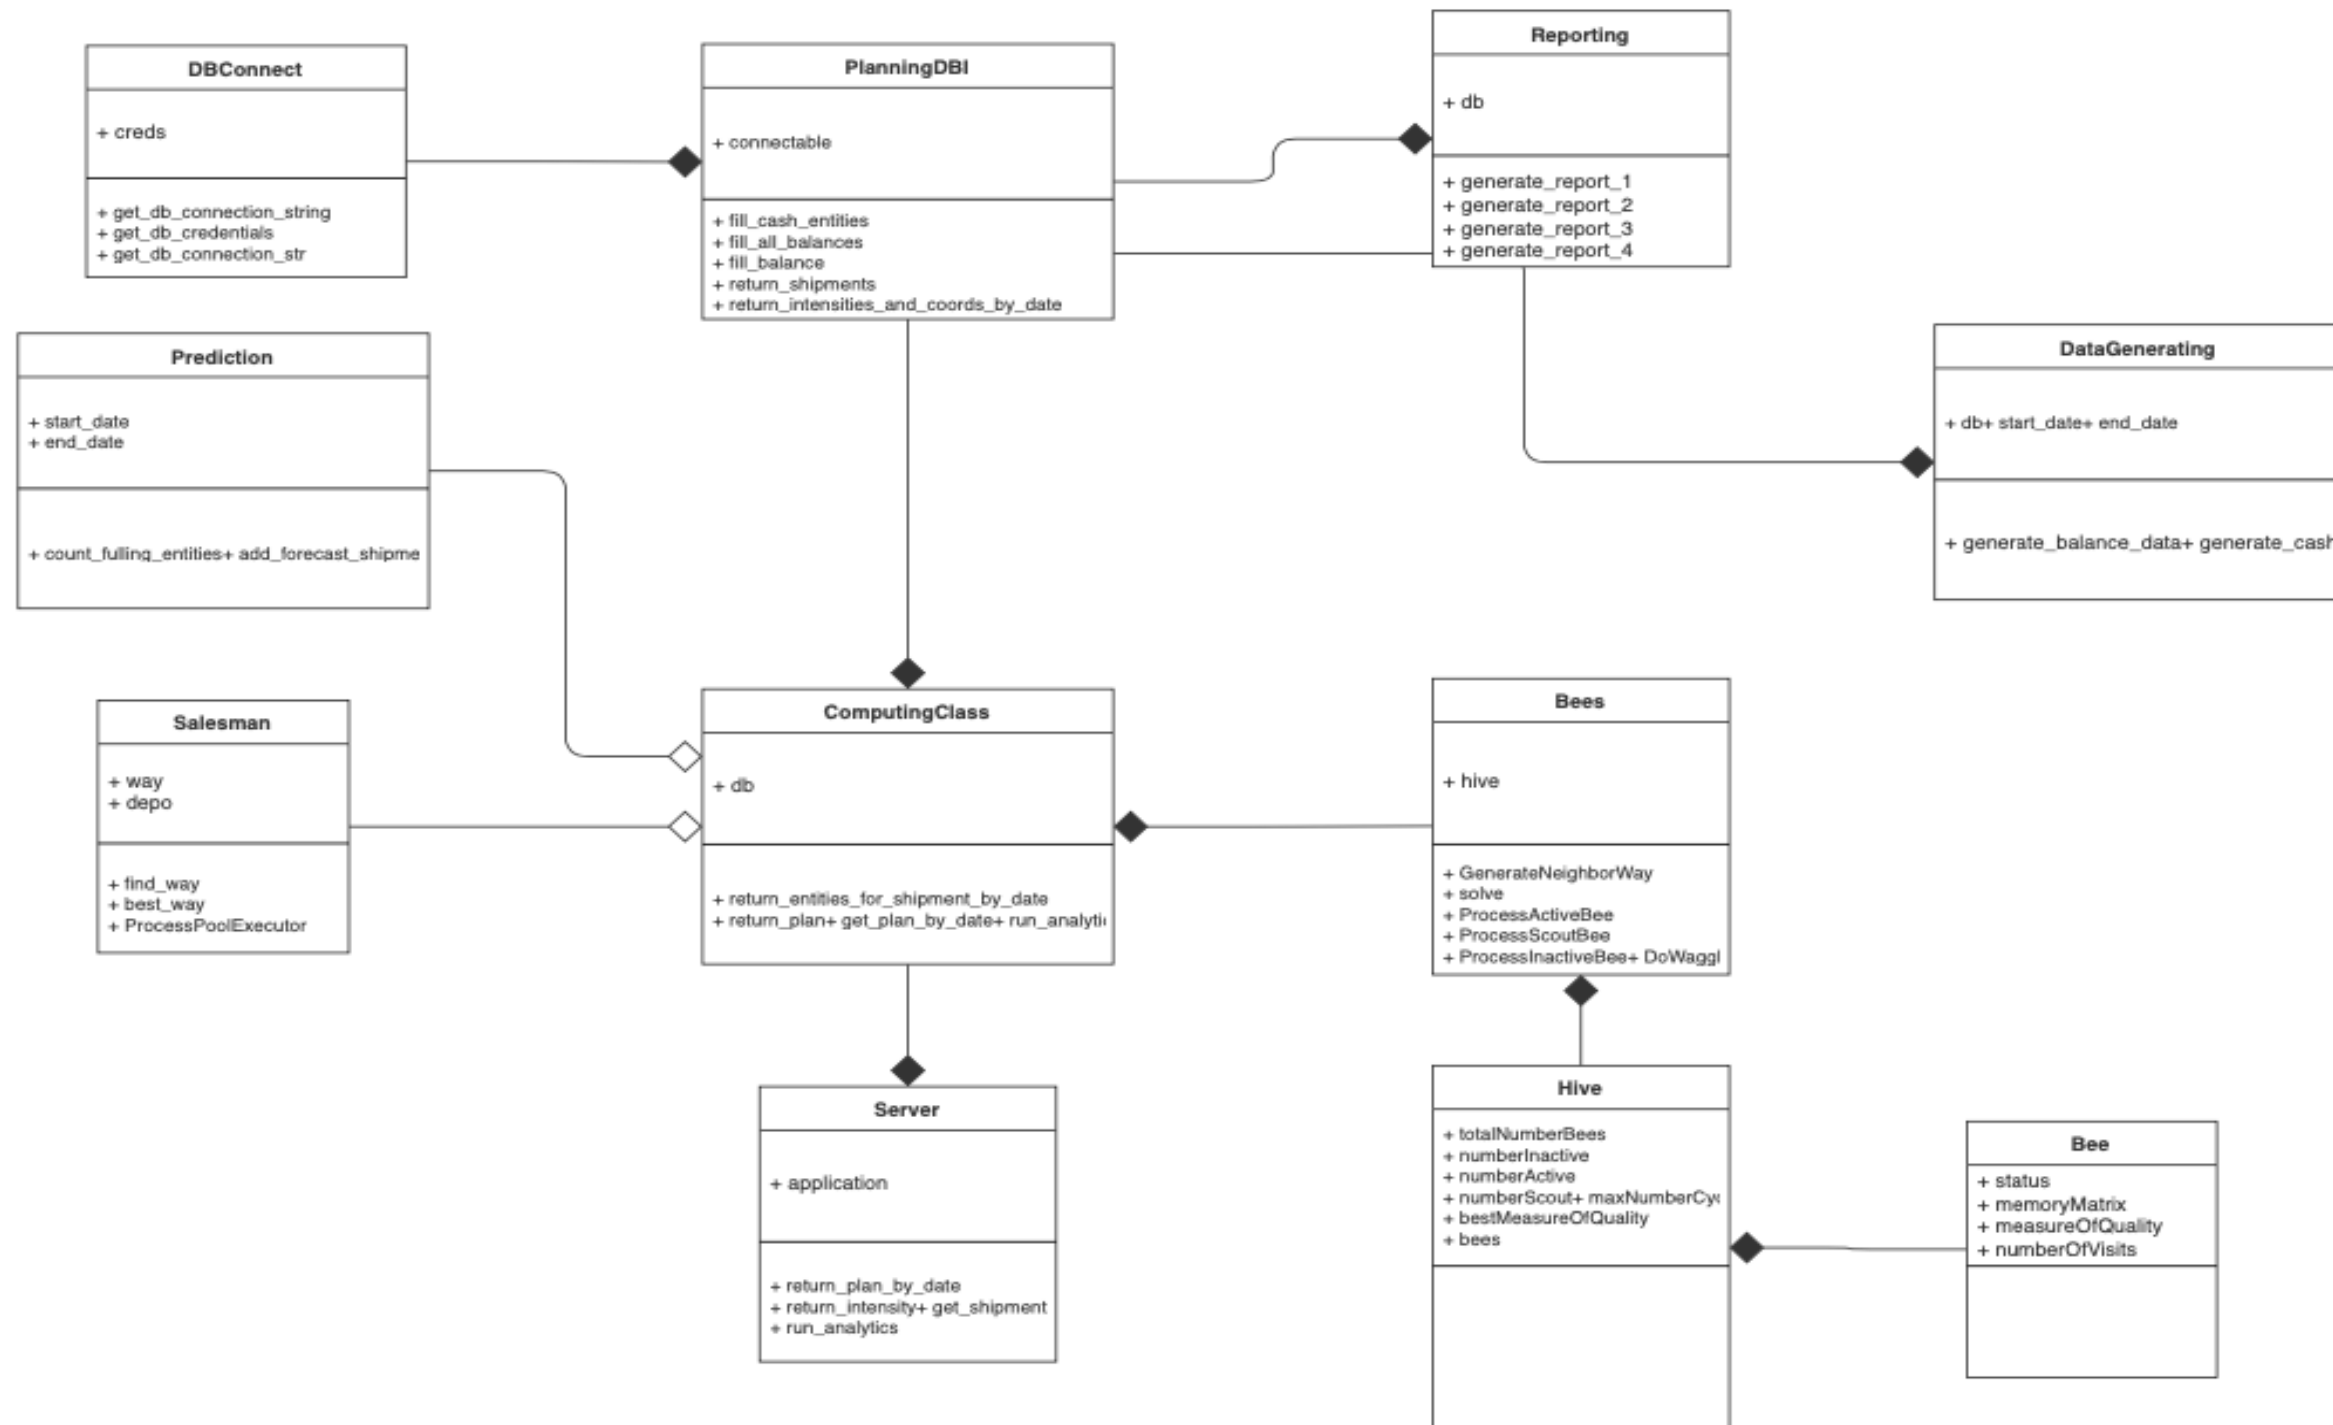 DBConnect
+ creds
+ get_db_connection_string
+ get_db_credentials
+ get_db_connection_str
PlanningDBI
+ connectable
+ fill_cash_entities
+ fill_all_balances
+ fill_balance
+ return_shipments
+ return_intensities_and_coords_by_date
Reporting
+ db
+ generate_report_1
+ generate_report_2
+ generate_report_3
+ generate_report_4
Prediction
+ start_date
+ end_date
+ count_fulling_entities+ add_forecast_shipme
DataGenerating
+ db+ start_date+ end_date
+ generate_balance_data+ generate_cash
Salesman
+ way
+ depo
+ find_way
+ best_way
+ ProcessPoolExecutor
ComputingClass
+ db
+ return_entities_for_shipment_by_date
+ return_plan+ get_plan_by_date+ run_analyti
Bees
+ hive
+ GenerateNeighborWay
+ solve
+ ProcessActiveBee
+ ProcessScoutBee
+ ProcessInactiveBee+ DoWaggl
Server
+ application
+ return_plan_by_date
+ return_intensity+ get_shipment
+ run_analytics
Hive
+ totalNumberBees
+ numberInactive
+ numberActive
+ numberScout+ maxNumberCy
+ bestMeasureOfQuality
+ bees
Bee
+ status
+ memoryMatrix
+ measureOfQuality
+ numberOfVisits